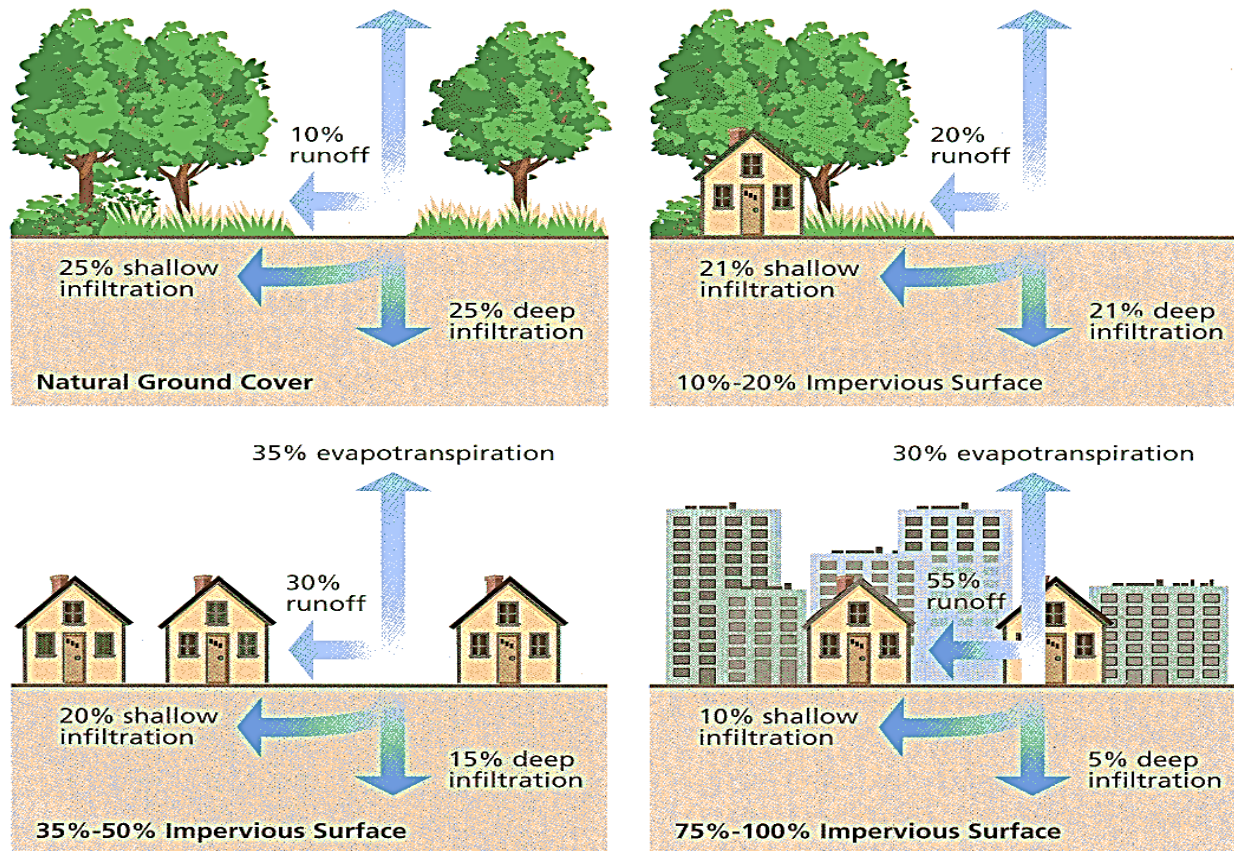 10%
runoff
25% shallow
infiltration
25% deep
infiltration
Natural Ground Cover
20%
runoff
21% shallow
infiltration
21% deep
infiltration
10%-20% Impervious Surface
35% evapotranspiration
30%
runoff
20% shallow
infiltration
15% deep
infiltration
35%-50% Impervious Surface
30% evapotranspiration
55%
runoff
10% shallow
infiltration
5% deep
infiltration
75%-100% Impervious Surface